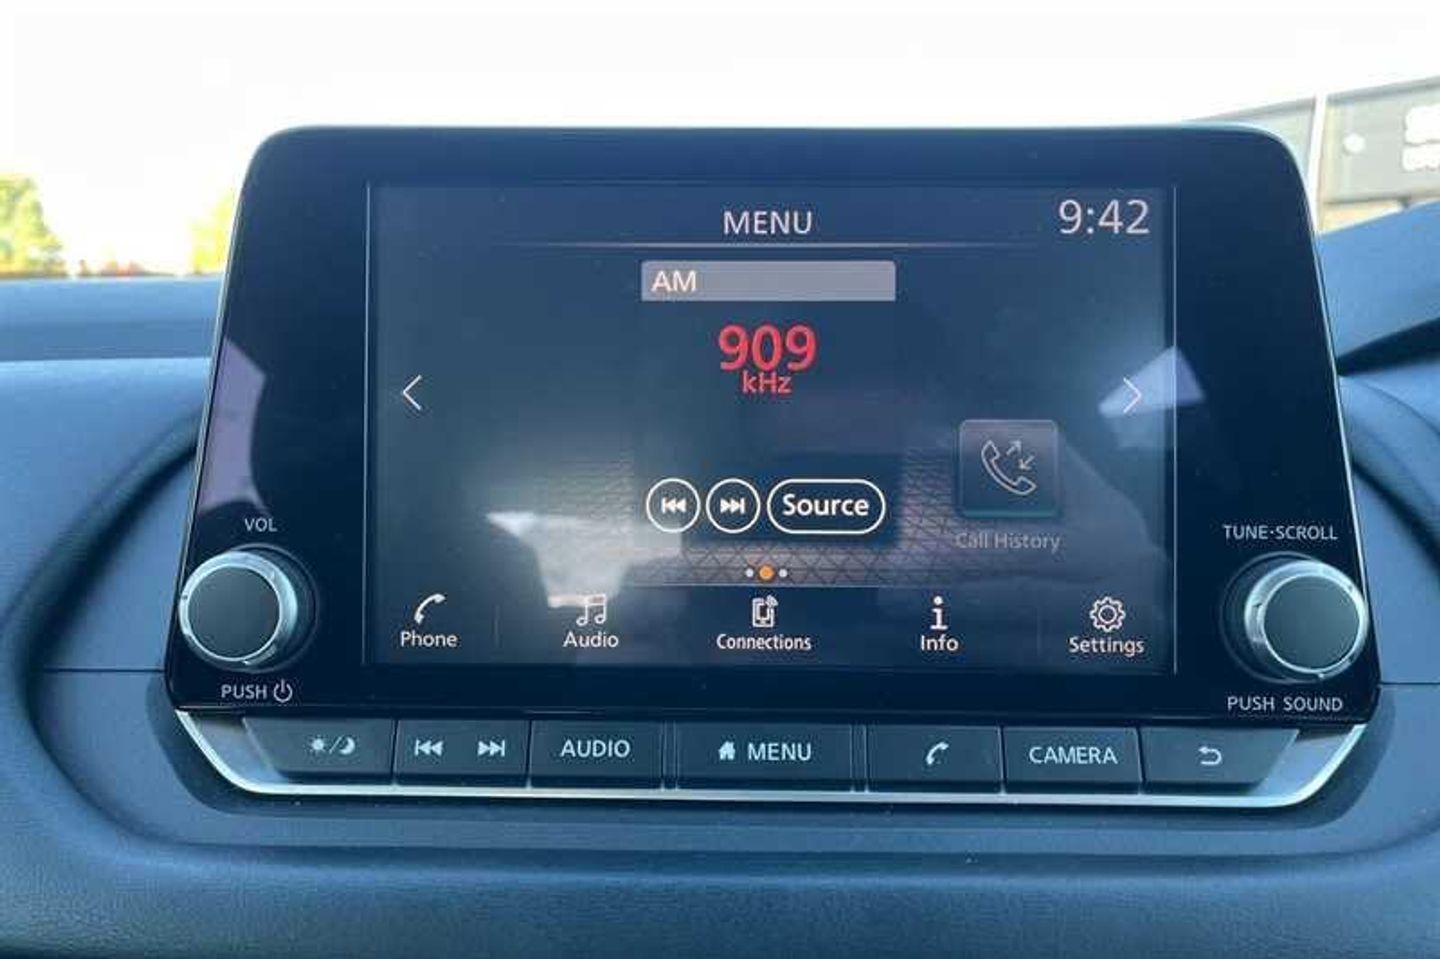 MENU
9:42
AM
909
kHz
Source
Call History
VOL
TUNE·SCROLL
Phone
Audio
Connections
Info
Settings
PUSH
PUSH SOUND
AUDIO
MENU
CAMERA